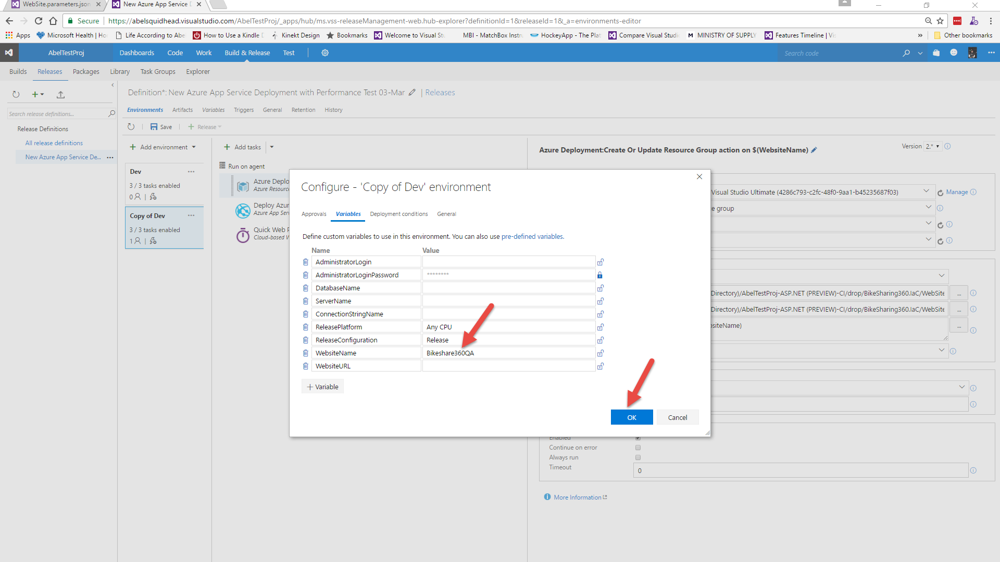 WebSite.parameters.json
New Azure App Service D
Secure
https://abelsquidhead.visualstudio.com/AbelTestProj/_apps/hub/ms.vss-releaseManagement-web.hub-explorer?definitionId=1&releaseId=1&_a=environments-editor
Apps
Microsoft Health | Ho
Life According to Abe
How to Use a Kindle D
Kinekt Design
Bookmarks
Welcome to Visual Stu
MBI - MatchBox Instru
HockeyApp - The Plat
Compare Visual Studio
M MINISTRY OF SUPPLY
Features Timeline | Vis
»
Other bookmarks
AbelTestProj
Dashboards
Code
Work
Build & Release
Test
Search code
Builds
Releases
Packages
Library
Task Groups
Explorer
Search release definitions...
Release Definitions
All release definitions
New Azure App Service De... ...
Definition*: New Azure App Service Deployment with Performance Test 03-Mar | Releases
Environments
Artifacts
Variables
Triggers
General
Retention
History
Save
Release
Add environment
Add tasks
Dev
3 / 3 tasks enabled
0
Copy of Dev
3 / 3 tasks enabled
1
Run on agent
Azure Deplo
Azure Resourc
Deploy Azur
Azure App Serv
Quick Web P
Cloud-based W
Azure Deployment:Create Or Update Resource Group action on $(WebsiteName)
Version 2.*
Visual Studio Ultimate (4286c793-c2fc-48f0-9aa1-b45235687f03)
Manage
e group
Directory)/AbelTestProj-ASP.NET (PREVIEW)-CI/drop/BikeSharing360.IaC/WebSite
...
Directory)/AbelTestProj-ASP.NET (PREVIEW)-CI/drop/BikeSharing360.IaC/WebSite
...
bsiteName)
...
Configure - 'Copy of Dev' environment
Approvals
Variables
Deployment conditions
General
Define custom variables to use in this environment. You can also use pre-defined variables.
Name
Value
AdministratorLogin
AdministratorLoginPassword
********
DatabaseName
ServerName
ConnectionStringName
ReleasePlatform
Any CPU
ReleaseConfiguration
Release
WebsiteName
Bikeshare360QA
WebsiteURL
Variable
OK
Cancel
Enabled
Continue on error
Always run
Timeout
0
More Information